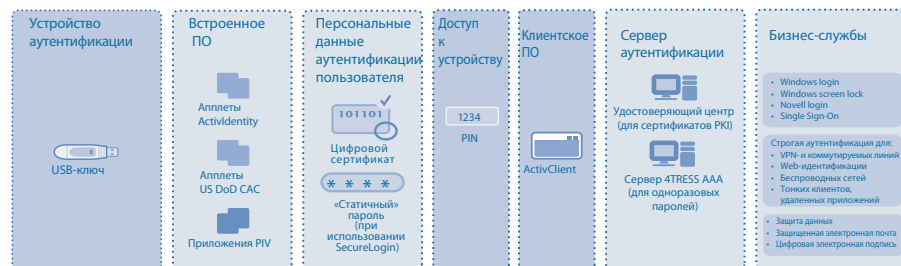 Устройство
аутентификации
USB-ключ
Встроенное
ПО
Апплеты
ActivIdentity
Апплеты
US DoD CAC
Приложения PIV
Персональные
данные
аутентификации
пользователя
101101
Цифровой
сертификат
* * * *
«Статичный»
пароль
(при
использовании
SecureLogin)
Доступ
к
устройству
1234
PIN
Клиентское
ПО
ActivClient
Сервер
аутентификации
Удостоверяющий центр
(для сертификатов PKI)
Сервер 4TRESS AAA
(для одноразовых
паролей)
Бизнес-службы
• Windows login
• Windows screen lock
• Novell login
• Single Sign-On
Строгая аутентификация для:
• VPN- и коммутируемых линий
• Web-идентификации
• Беспроводных сетей
• Тонких клиентов,
удаленных приложений
• Защита данных
• Защищенная электронная почта
• Цифровая электронная подпись